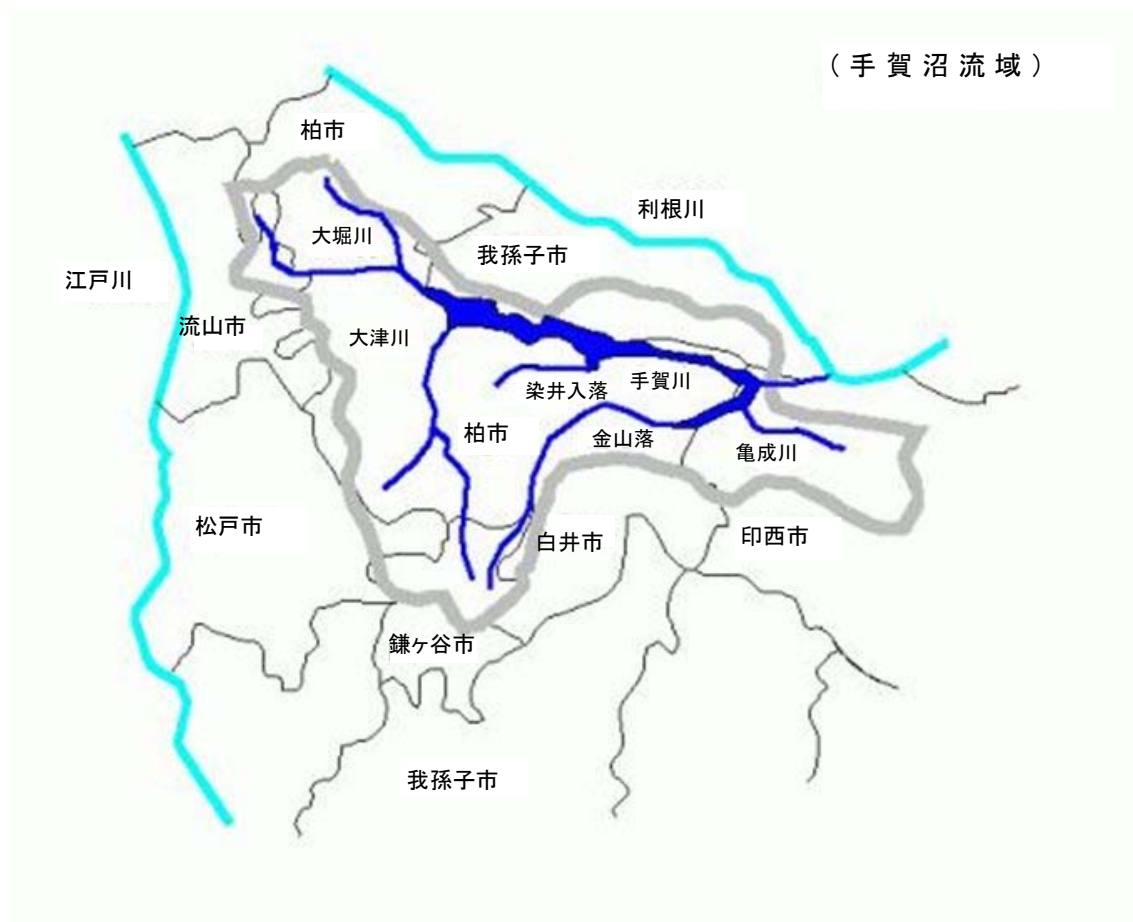 （手賀沼流域）
柏市
利根川
大堀川
我孫子市
江戸川
流山市
大津川
手賀川
染井入落
柏市
金山落
亀成川
松戸市
白井市
印西市
鎌ヶ谷市
我孫子市